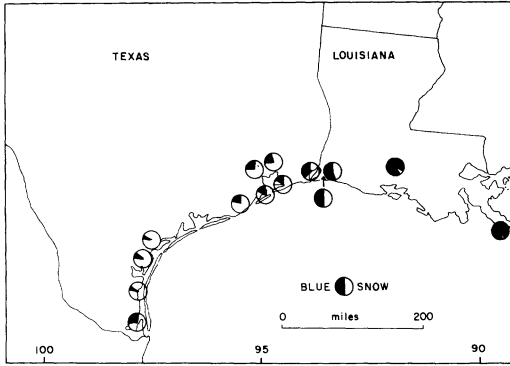 TEXAS
LOUISIANA
BLUE SNOW
0 miles 200
100 95 90